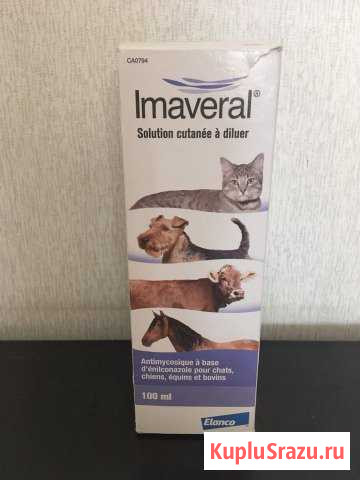 CA0794
Imaveral®
Solution cutanée à diluer
Antimycosique à base
d'énilconazole pour chats,
chiens, équins et bovins
100 ml
Elanco
KupluSrazu.ru